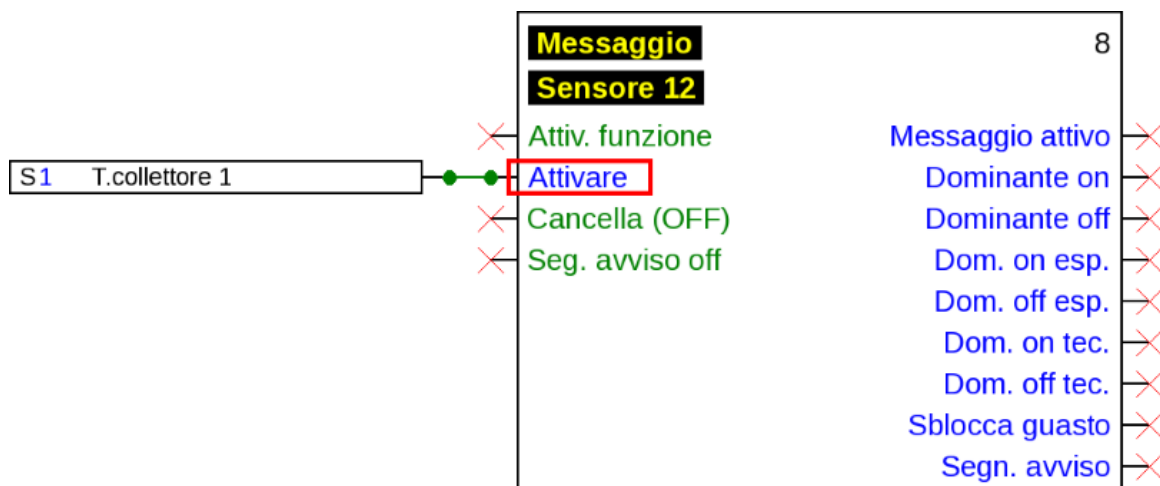 Messaggio 8
Sensore 12
Attiv. funzione Messaggio attivo
S1 T.collettore 1 Attivare Dominante on
Cancella (OFF) Dominante off
Seg. avviso off Dom. on esp.
Dom. off esp.
Dom. on tec.
Dom. off tec.
Sblocca guasto
Segn. avviso